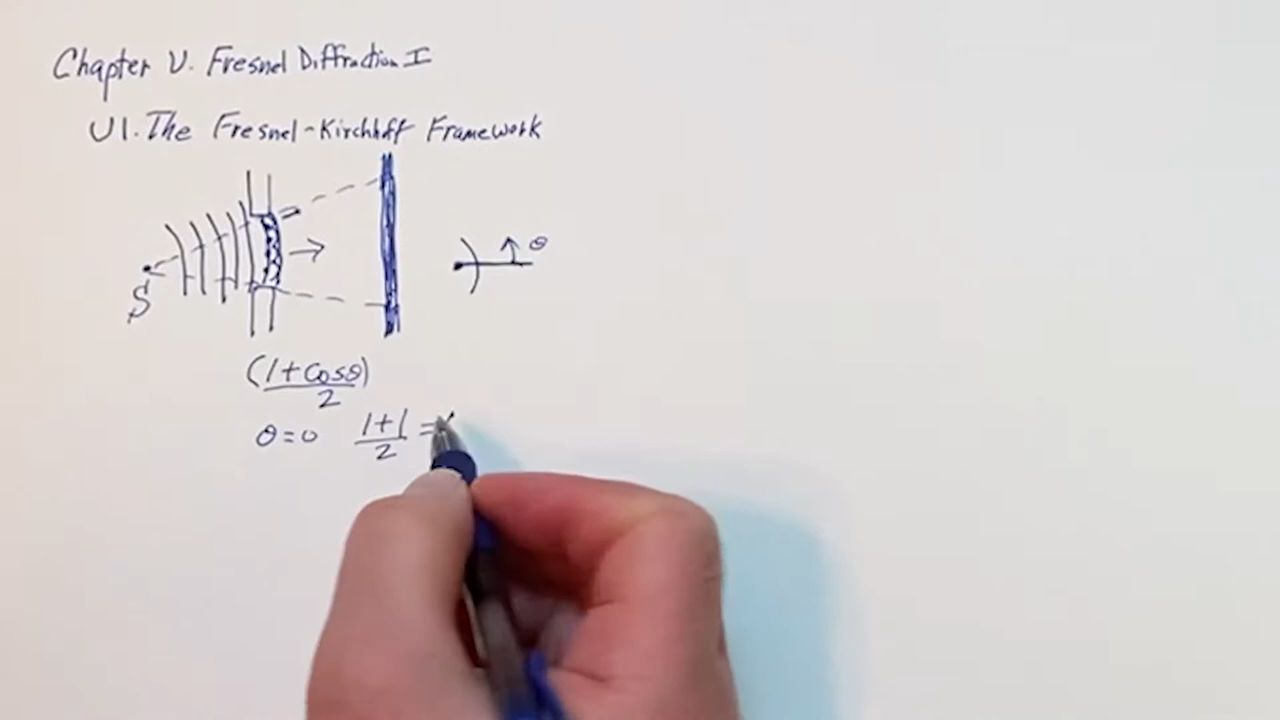 Chapter V. Fresnel Diffraction I
V1. The Fresnel-Kirchhoff Framework
S
θ
(1+cosθ)/2
θ=0 (1+1)/2 =